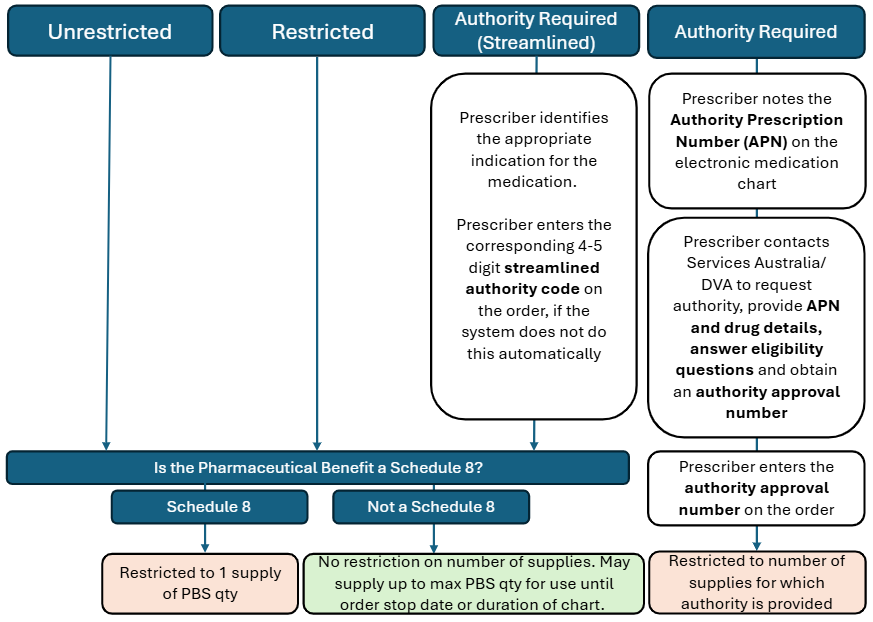 Unrestricted
Restricted
Authority Required
(Streamlined)
Authority Required
Prescriber identifies
the appropriate
indication for the
medication.
Prescriber enters the
corresponding 4-5
digit streamlined
authority code on
the order, if the
system does not do
this automatically
Prescriber notes the
Authority Prescription
Number (APN) on the
electronic medication
chart
Prescriber contacts
Services Australia/
DVA to request
authority, provide APN
and drug details,
answer eligibility
questions and obtain
an authority approval
number
Is the Pharmaceutical Benefit a Schedule 8?
Schedule 8
Not a Schedule 8
Prescriber enters the
authority approval
number on the order
Restricted to 1 supply
of PBS qty
No restriction on number of supplies. May
supply up to max PBS qty for use until
order stop date or duration of chart.
Restricted to number of
supplies for which
authority is provided